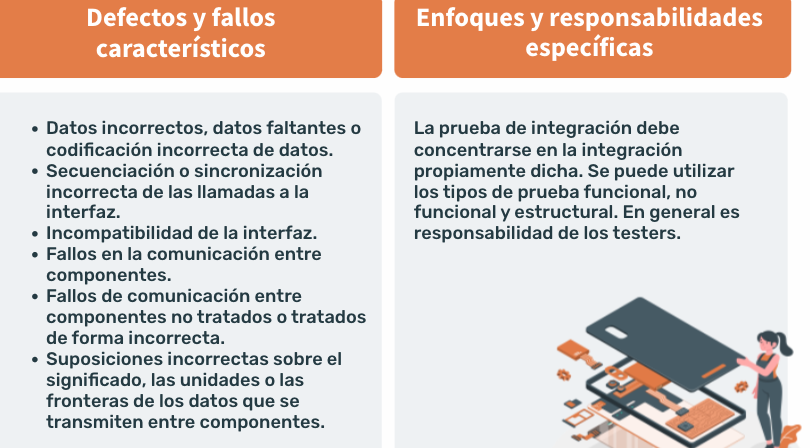 Defectos y fallos
característicos
• Datos incorrectos, datos faltantes o
codificación incorrecta de datos.
• Secuenciación o sincronización
incorrecta de las llamadas a la
interfaz.
• Incompatibilidad de la interfaz.
• Fallos en la comunicación entre
componentes.
• Fallos de comunicación entre
componentes no tratados o tratados
de forma incorrecta.
• Suposiciones incorrectas sobre el
significado, las unidades o las
fronteras de los datos que se
transmiten entre componentes.
Enfoques y responsabilidades
específicas
La prueba de integración debe
concentrarse en la integración
propiamente dicha. Se puede utilizar
los tipos de prueba funcional, no
funcional y estructural. En general es
responsabilidad de los testers.